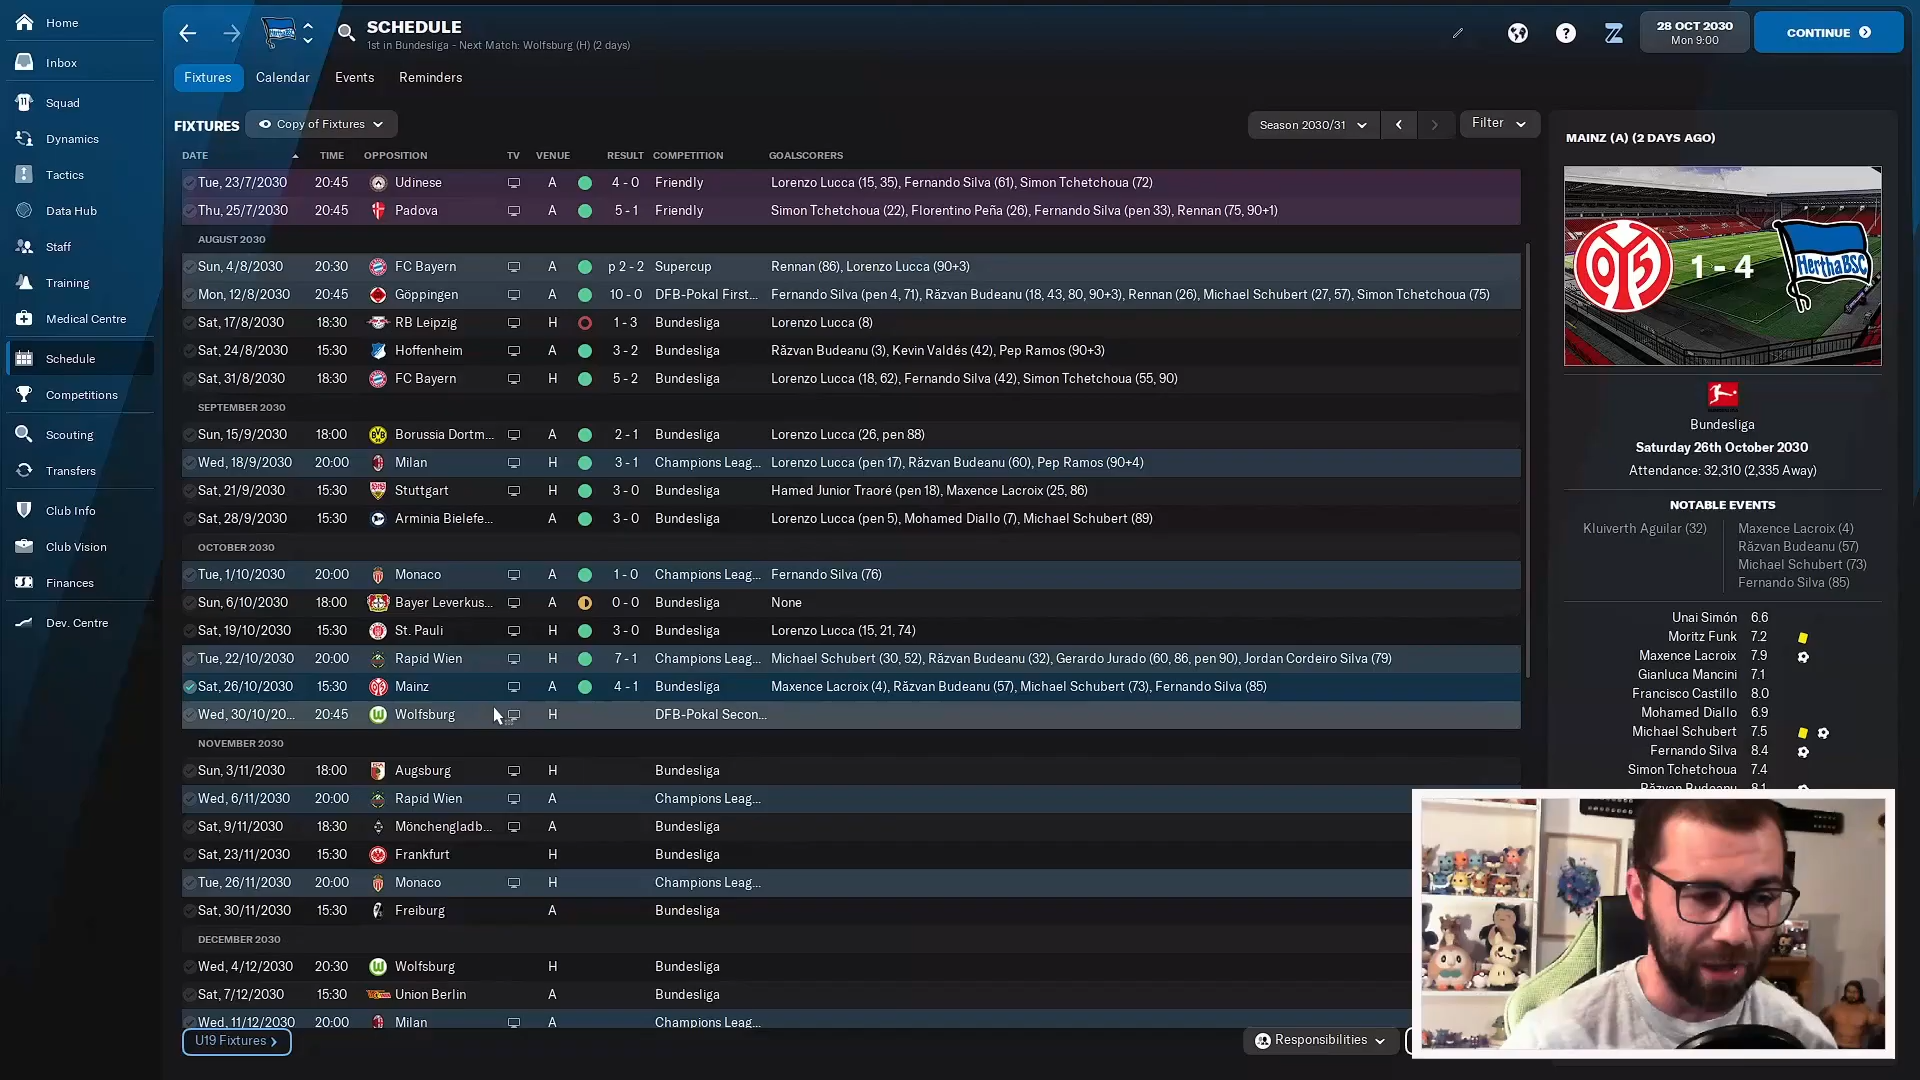 Home
Inbox
Squad
Dynamics
Tactics
Data Hub
Staff
Training
Medical Centre
Schedule
Competitions
Scouting
Transfers
Club Info
Club Vision
Finances
Dev. Centre
SCHEDULE
1st in Bundesliga - Next Match: Wolfsburg (H) (2 days)
28 OCT 2030
Mon 9:00
CONTINUE
Fixtures Calendar Events Reminders
FIXTURES Copy of Fixtures Season 2030/31 Filter
DATE TIME OPPOSITION TV VENUE RESULT COMPETITION GOALSCORERS
Tue, 23/7/2030 20:45 Udinese A 4 - 0 Friendly Lorenzo Lucca (15, 35), Fernando Silva (61), Simon Tchetchoua (72)
Thu, 25/7/2030 20:45 Padova A 5 - 1 Friendly Simon Tchetchoua (22), Florentino Peña (26), Fernando Silva (pen 33), Rennan (75, 90+1)
AUGUST 2030
Sun, 4/8/2030 20:30 FC Bayern A p 2 - 2 Supercup Rennan (86), Lorenzo Lucca (90+3)
Mon, 12/8/2030 20:45 Göppingen A 10 - 0 DFB-Pokal First... Fernando Silva (pen 4, 71), Răzvan Budeanu (18, 43, 80, 90+3), Rennan (26), Michael Schubert (27, 57), Simon Tchetchoua (75)
Sat, 17/8/2030 18:30 RB Leipzig H 1 - 3 Bundesliga Lorenzo Lucca (8)
Sat, 24/8/2030 15:30 Hoffenheim A 3 - 2 Bundesliga Răzvan Budeanu (3), Kevin Valdés (42), Pep Ramos (90+3)
Sat, 31/8/2030 18:30 FC Bayern H 5 - 2 Bundesliga Lorenzo Lucca (18, 62), Fernando Silva (42), Simon Tchetchoua (55, 90)
SEPTEMBER 2030
Sun, 15/9/2030 18:00 Borussia Dortm... A 2 - 1 Bundesliga Lorenzo Lucca (26, pen 88)
Wed, 18/9/2030 20:00 Milan H 3 - 1 Champions Leag... Lorenzo Lucca (pen 17), Răzvan Budeanu (60), Pep Ramos (90+4)
Sat, 21/9/2030 15:30 Stuttgart H 3 - 0 Bundesliga Hamed Junior Traoré (pen 18), Maxence Lacroix (25, 86)
Sat, 28/9/2030 15:30 Arminia Bielefe... A 3 - 0 Bundesliga Lorenzo Lucca (pen 5), Mohamed Diallo (7), Michael Schubert (89)
OCTOBER 2030
Tue, 1/10/2030 20:00 Monaco A 1 - 0 Champions Leag... Fernando Silva (76)
Sun, 6/10/2030 18:00 Bayer Leverkus... A 0 - 0 Bundesliga None
Sat, 19/10/2030 15:30 St. Pauli H 3 - 0 Bundesliga Lorenzo Lucca (15, 21, 74)
Tue, 22/10/2030 20:00 Rapid Wien H 7 - 1 Champions Leag... Michael Schubert (30, 52), Răzvan Budeanu (32), Gerardo Jurado (60, 86, pen 90), Jordan Cordeiro Silva (79)
Sat, 26/10/2030 15:30 Mainz A 4 - 1 Bundesliga Maxence Lacroix (4), Răzvan Budeanu (57), Michael Schubert (73), Fernando Silva (85)
Wed, 30/10/20... 20:45 Wolfsburg H DFB-Pokal Secon...
NOVEMBER 2030
Sun, 3/11/2030 18:00 Augsburg H Bundesliga
Wed, 6/11/2030 20:00 Rapid Wien A Champions Leag...
Sat, 9/11/2030 18:30 Mönchengladb... A Bundesliga
Sat, 23/11/2030 15:30 Frankfurt H Bundesliga
Tue, 26/11/2030 20:00 Monaco H Champions Leag...
Sat, 30/11/2030 15:30 Freiburg A Bundesliga
DECEMBER 2030
Wed, 4/12/2030 20:30 Wolfsburg H Bundesliga
Sat, 7/12/2030 15:30 Union Berlin A Bundesliga
Wed, 11/12/2030 20:00 Milan A Champions Leag...
U19 Fixtures
Responsibilities
MAINZ (A) (2 DAYS AGO)
1 - 4
Hertha BSC
Bundesliga
Saturday 26th October 2030
Attendance: 32,310 (2,335 Away)
NOTABLE EVENTS
Kluiverth Aguilar (32) Maxence Lacroix (4)
Răzvan Budeanu (57)
Michael Schubert (73)
Fernando Silva (85)
Unai Simón 6.6
Moritz Funk 7.2
Maxence Lacroix 7.9
Gianluca Mancini 7.1
Francisco Castillo 8.0
Mohamed Diallo 6.9
Michael Schubert 7.5
Fernando Silva 8.4
Simon Tchetchoua 7.4
Răzvan Budeanu 8.1